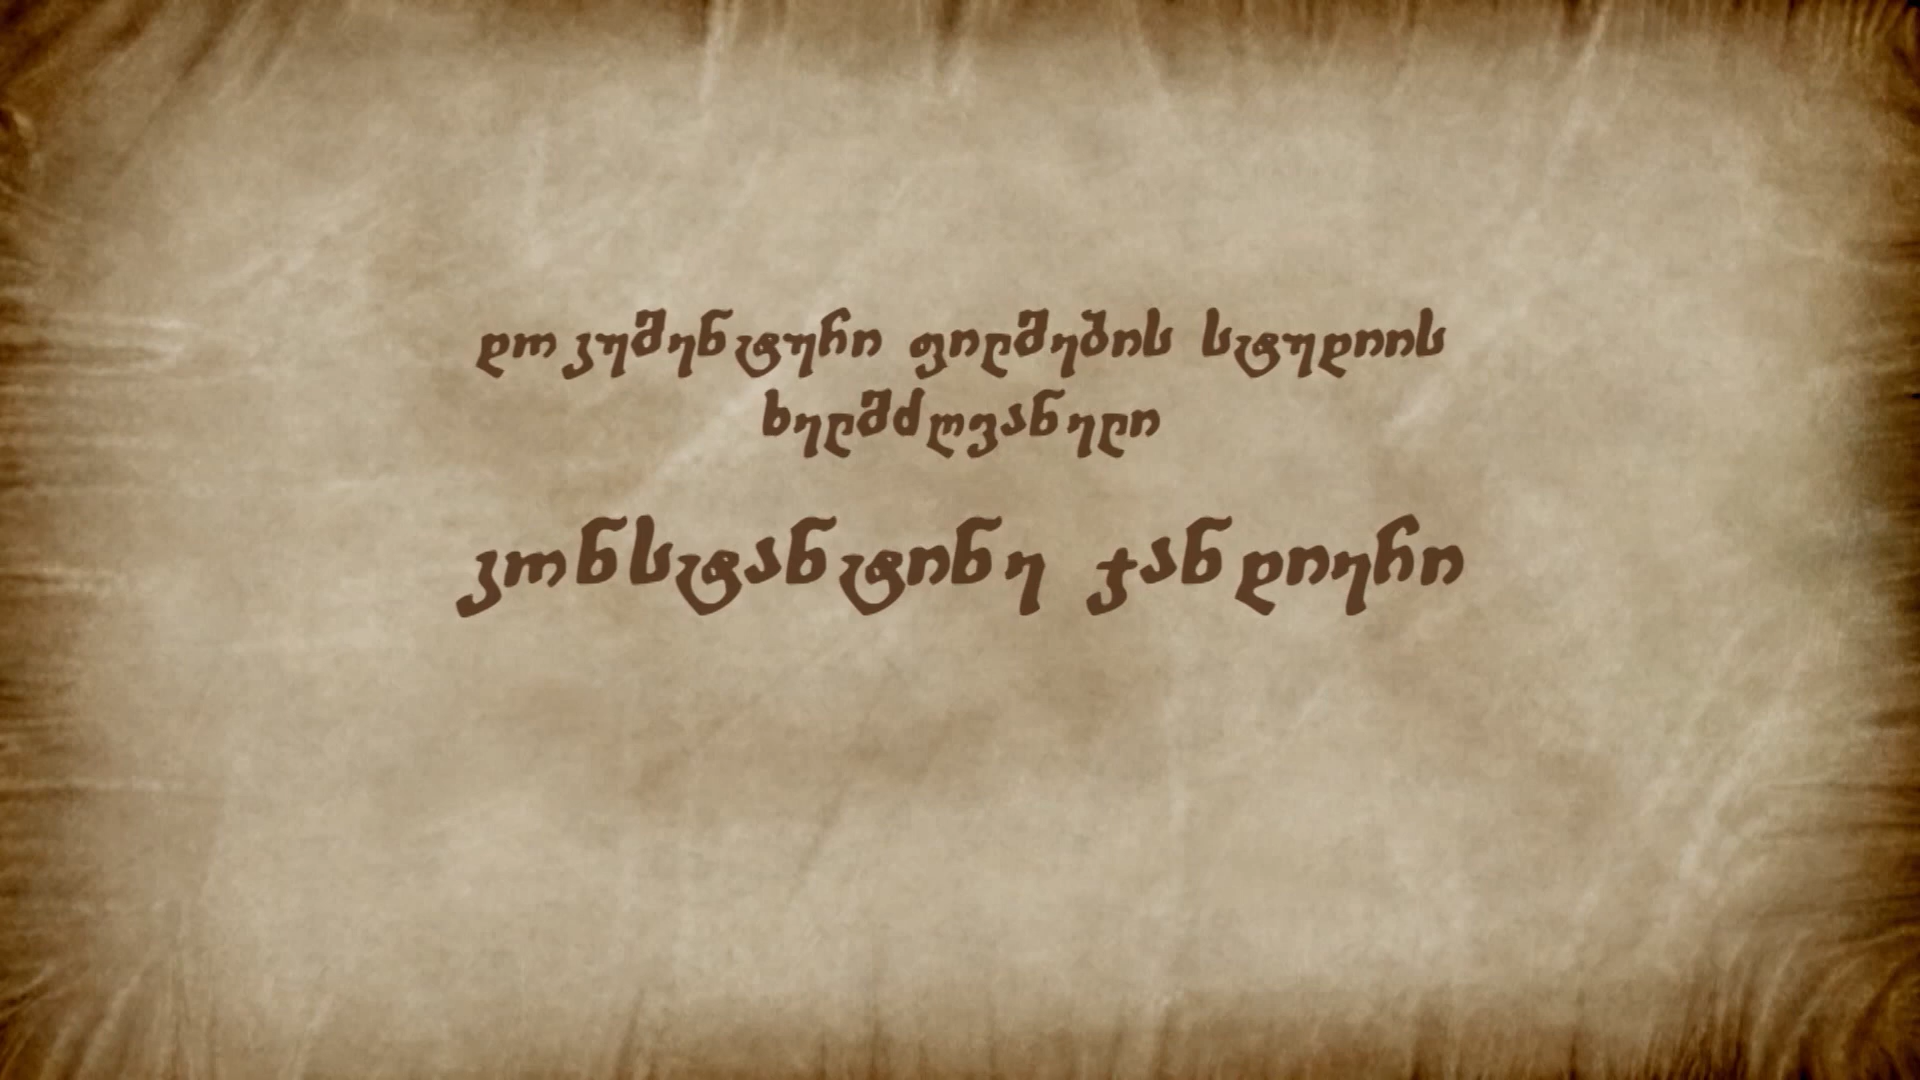 დოკუმენტური ფილმების სტუდიის
ხელმძღვანელი
კონსტანტინე ჯანდიერი